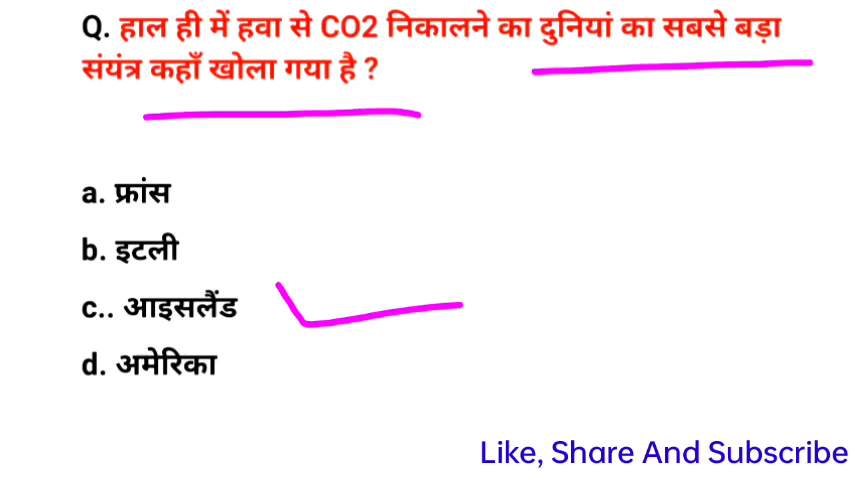 Q. हाल ही में हवा से CO2 निकालने का दुनियां का सबसे बड़ा
संयंत्र कहाँ खोला गया है ?
a. फ्रांस
b. इटली
c.. आइसलैंड
d. अमेरिका
Like, Share And Subscribe